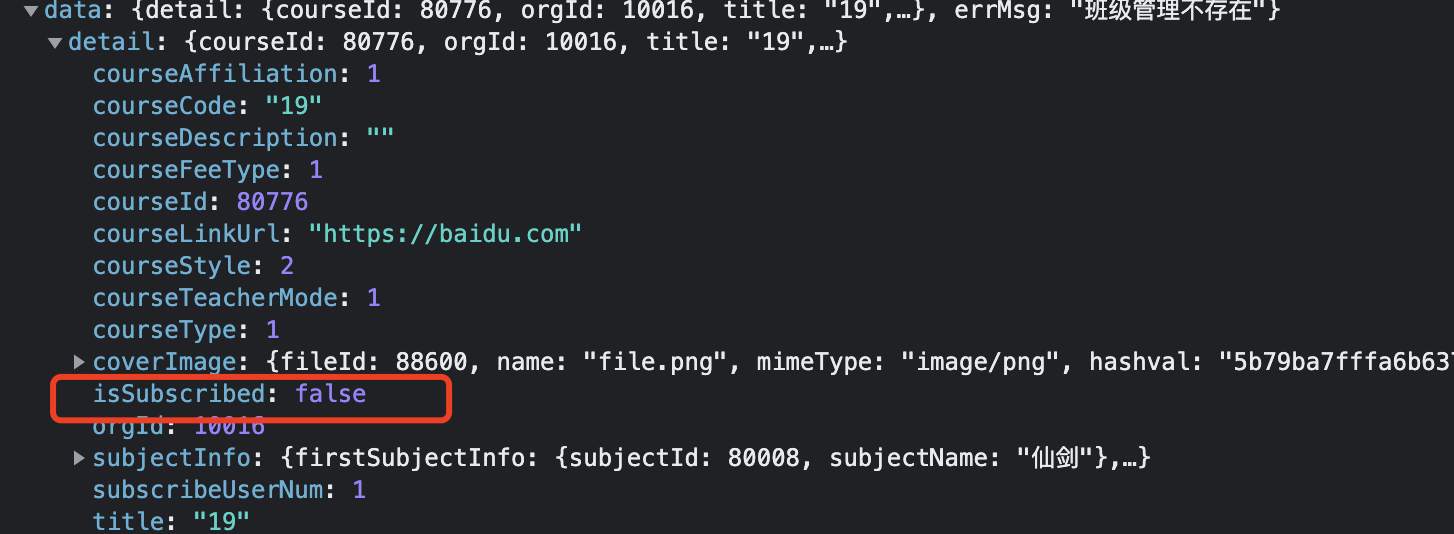 data: {detail: {courseId: 80776, orgId: 10016, title: "19",…}, errMsg: "班级管理不存在"}
detail: {courseId: 80776, orgId: 10016, title: "19",…}
courseAffiliation: 1
courseCode: "19"
courseDescription: ""
courseFeeType: 1
courseId: 80776
courseLinkUrl: "https://baidu.com"
courseStyle: 2
courseTeacherMode: 1
courseType: 1
coverImage: {fileId: 88600, name: "file.png", mimeType: "image/png", hashval: "5b79ba7fffa6b637
isSubscribed: false
orgId: 10016
subjectInfo: {firstSubjectInfo: {subjectId: 80008, subjectName: "仙剑"},…}
subscribeUserNum: 1
title: "19"